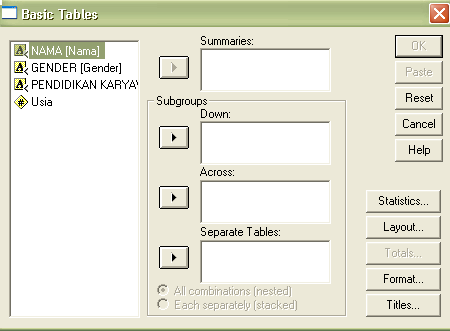 Basic Tables
NAMA [Nama]
GENDER [Gender]
PENDIDIKAN
Usia
Summaries:
Subgroups
Down:
Across:
Separate Tables:
All combinations (nested)
Each separately (stacked)
OK
Paste
Reset
Cancel
Help
Statistics...
Layout...
Totals...
Format...
Titles...